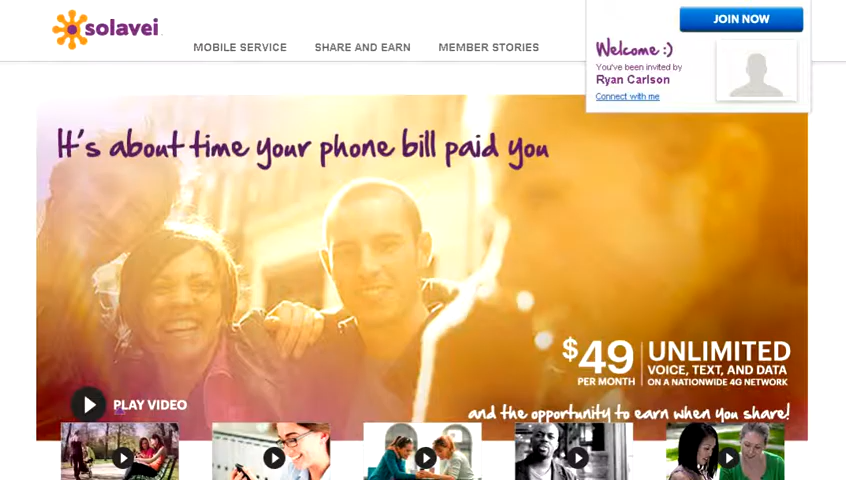 solavei
MOBILE SERVICE
SHARE AND EARN
MEMBER STORIES
JOIN NOW
Welcome :)
You've been invited by
Ryan Carlson
Connect with me
It's about time your phone bill paid you
$49 PER MONTH
UNLIMITED
VOICE, TEXT, AND DATA
ON A NATIONWIDE 4G NETWORK
and the opportunity to earn when you share!
PLAY VIDEO